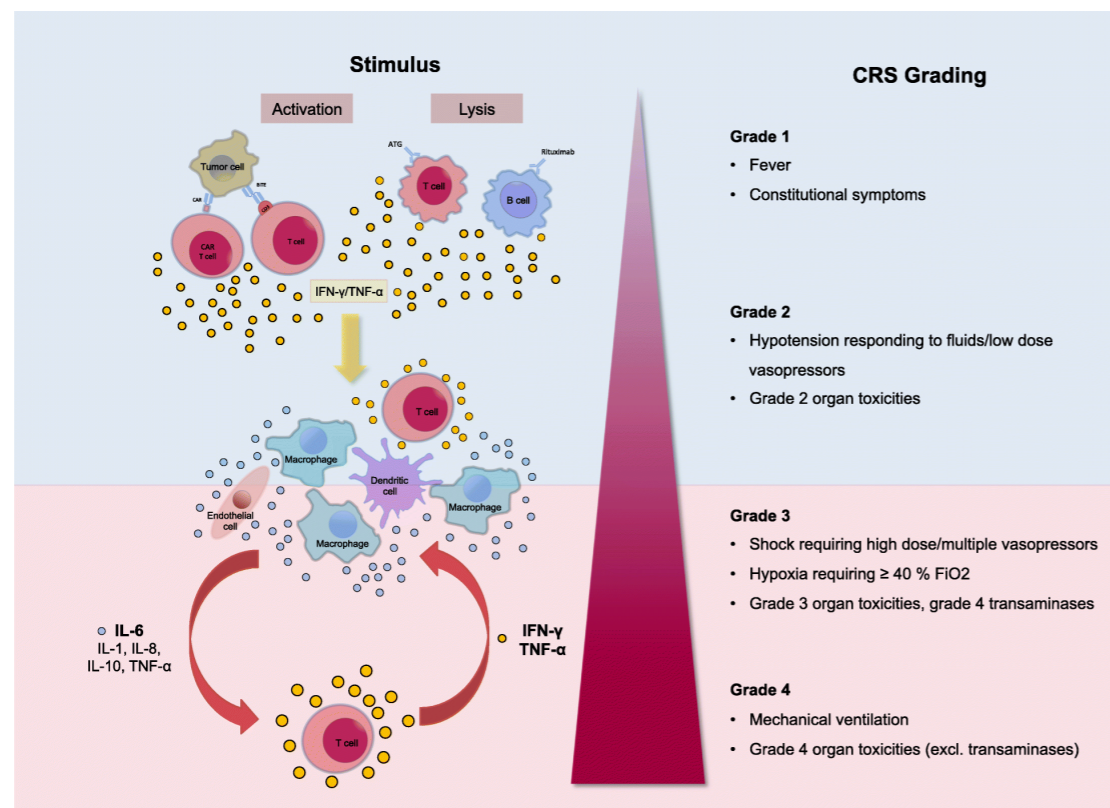 Stimulus
Activation
Lysis
Tumor cell
CAR
BiTE
CD3
CAR
T cell
T cell
ATG
T cell
Rituximab
B cell
IFN-γ/TNF-α
T cell
Macrophage
Dendritic
cell
Macrophage
Endothelial
cell
Macrophage
IL-6
IL-1, IL-8,
IL-10, TNF-α
IFN-γ
TNF-α
T cell
CRS Grading
Grade 1
• Fever
• Constitutional symptoms
Grade 2
• Hypotension responding to fluids/low dose
vasopressors
• Grade 2 organ toxicities
Grade 3
• Shock requiring high dose/multiple vasopressors
• Hypoxia requiring ≥ 40 % FiO2
• Grade 3 organ toxicities, grade 4 transaminases
Grade 4
• Mechanical ventilation
• Grade 4 organ toxicities (excl. transaminases)